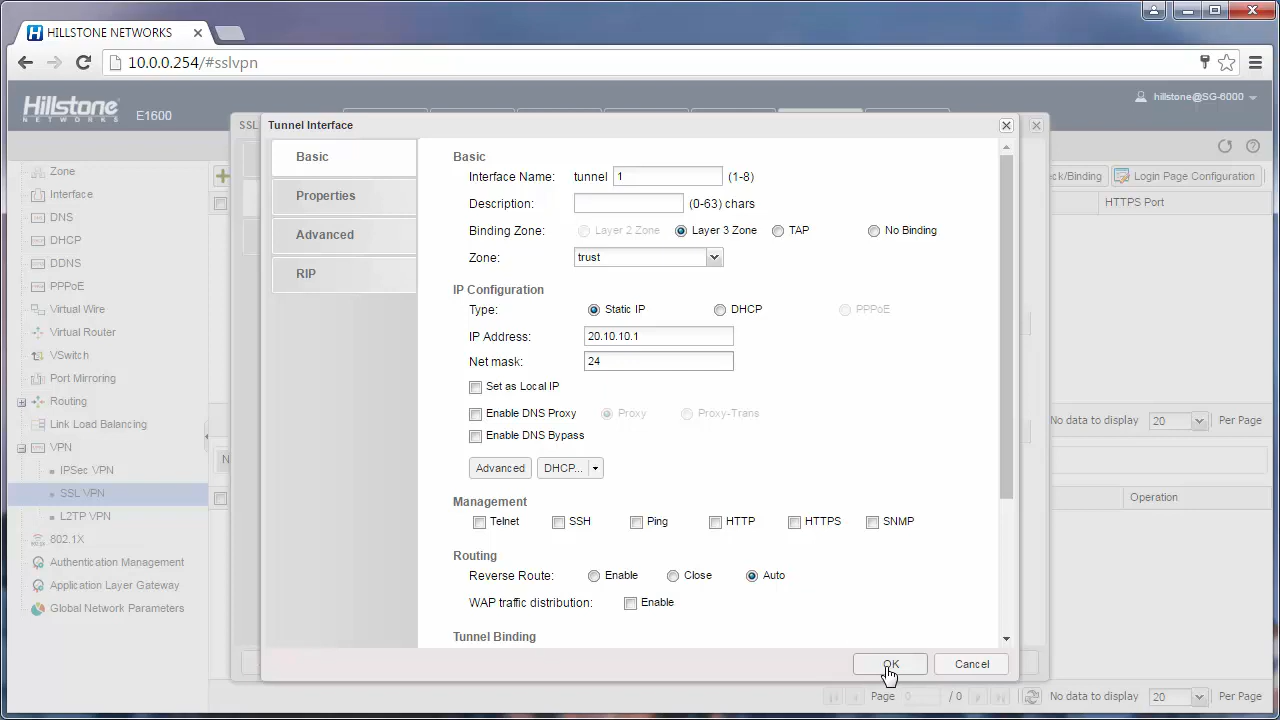 HILLSTONE NETWORKS
10.0.0.254/#sslvpn
Hillstone
NETWORKS
E1600
hillstone@SG-6000
SSL
Tunnel Interface
Zone
Interface
DNS
DHCP
DDNS
PPPoE
Virtual Wire
Virtual Router
VSwitch
Port Mirroring
Routing
Link Load Balancing
VPN
IPSec VPN
SSL VPN
L2TP VPN
802.1X
Authentication Management
Application Layer Gateway
Global Network Parameters
Basic
Properties
Advanced
RIP
Basic
Interface Name: tunnel 1 (1-8)
Description: (0-63) chars
Binding Zone: Layer 2 Zone Layer 3 Zone TAP No Binding
Zone: trust
IP Configuration
Type: Static IP DHCP PPPoE
IP Address: 20.10.10.1
Net mask: 24
Set as Local IP
Enable DNS Proxy Proxy Proxy-Trans
Enable DNS Bypass
Advanced DHCP...
Management
Telnet SSH Ping HTTP HTTPS SNMP
Routing
Reverse Route: Enable Close Auto
WAP traffic distribution: Enable
Tunnel Binding
OK Cancel
ck/Binding Login Page Configuration
HTTPS Port
No data to display 20 Per Page
N
Operation
Page 0 / 0 No data to display 20 Per Page